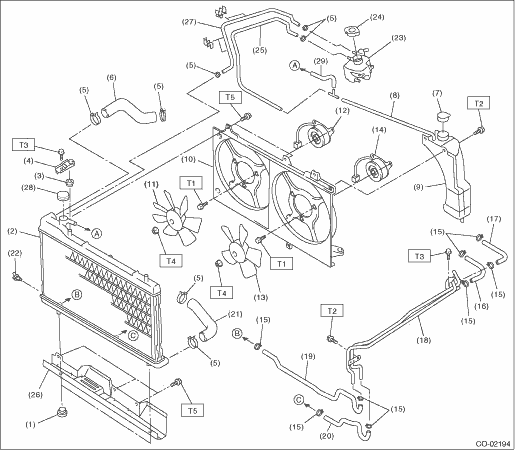 (27)
(5)
(24)
(23)
(25)
(5)
A
(29)
(6)
(5)
(5)
T5
(8)
(7)
T2
T3
(4)
(3)
(28)
(12)
(14)
(10)
(11)
T1
(9)
(2)
A
T4
T1
(15)
(17)
T3
(22)
B
C
(5)
T4
(13)
(15)
(16)
(15)
(21)
(5)
B
(15)
T2
(18)
(19)
(26)
(1)
T5
C
(15)
(20)
(15)
CO-02194